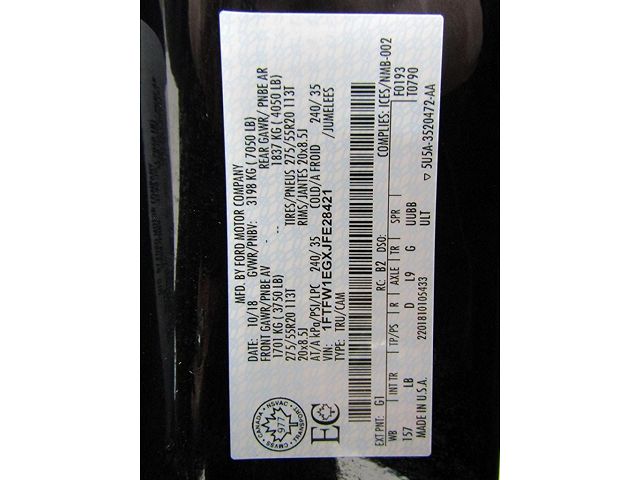 MFD. BY FORD MOTOR COMPANY
DATE: 10/18 GVWR/PNBV: 3198 KG ( 7050 LB)
FRONT GAWR/PNBE AV REAR GAWR/ PNBE AR
1701 KG ( 3750 LB) 1837 KG ( 4050 LB)
275/55R20 113T TIRES/PNEUS 275/55R20 113T
20x8.5J RIMS/JANTES 20x8.5J
AT/A kPa/PSI/LPC 240/ 35 COLD/A FROID 240/ 35
VIN: 1FTFW1EGXJFE28421 /JUMELEES
TYPE: TRU/CAM
COMPLIES: ICES/NMB-002
EXT PNT: G1 RC: B2 DSO: F0193
WB INT TR TP/PS R AXLE TR SPR T0790
157 LB D L9 G UUBB
2201810105433 ULT ▽ 5U5A-3520472-AA
MADE IN U.S.A.
CANADA NSVAC
977
CMVSS TRANSPORT
EC